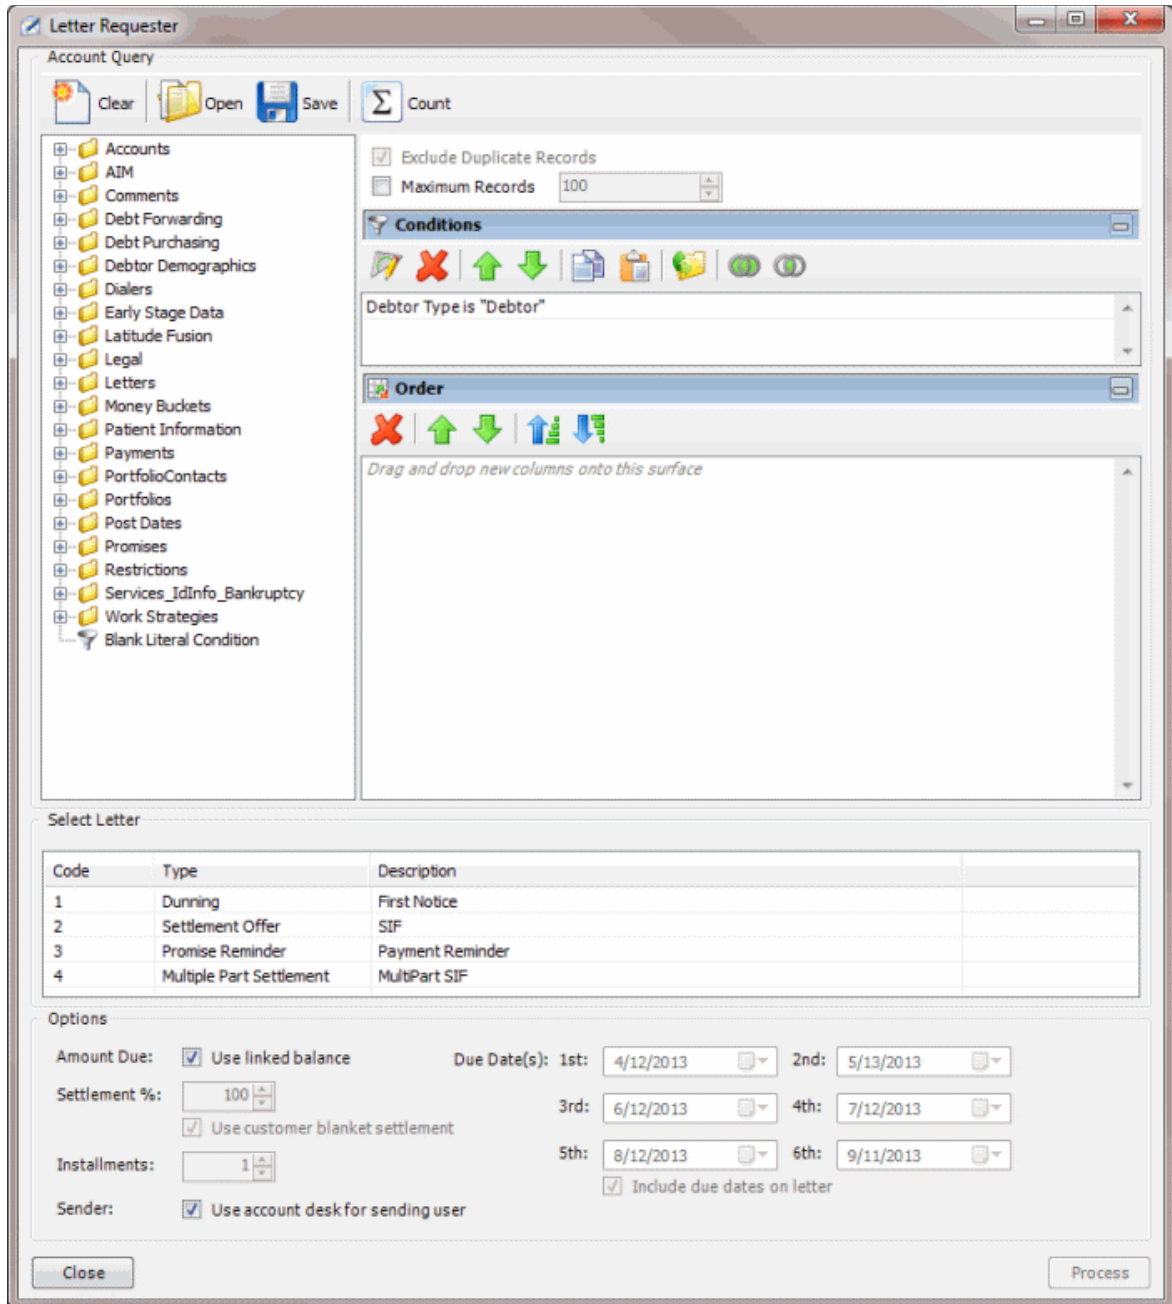 Letter Requester
Account Query
Clear Open Save Σ Count
Accounts
AIM
Comments
Debt Forwarding
Debt Purchasing
Debtor Demographics
Dialers
Early Stage Data
Latitude Fusion
Legal
Letters
Money Buckets
Patient Information
Payments
PortfolioContacts
Portfolios
Post Dates
Promises
Restrictions
Services_IdInfo_Bankruptcy
Work Strategies
Blank Literal Condition
Exclude Duplicate Records
Maximum Records 100
Conditions
Debtor Type is "Debtor"
Order
Drag and drop new columns onto this surface
Select Letter
Code Type Description
1 Dunning First Notice
2 Settlement Offer SIF
3 Promise Reminder Payment Reminder
4 Multiple Part Settlement MultiPart SIF
Options
Amount Due: Use linked balance Due Date(s): 1st: 4/12/2013 2nd: 5/13/2013
Settlement %: 100 3rd: 6/12/2013 4th: 7/12/2013
Use customer blanket settlement
Installments: 1 5th: 8/12/2013 6th: 9/11/2013
Include due dates on letter
Sender: Use account desk for sending user
Close Process